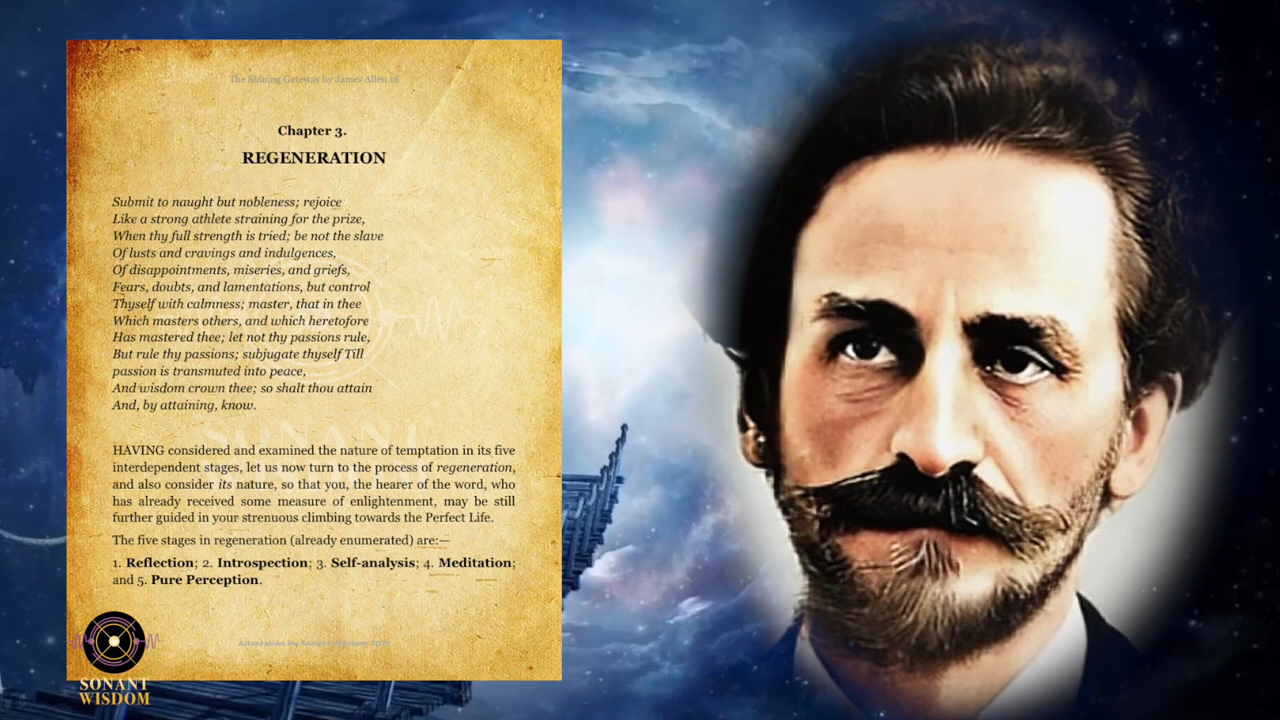 The Shining Gateway by James Allen 16
Chapter 3.
REGENERATION
Submit to naught but nobleness; rejoice
Like a strong athlete straining for the prize,
When thy full strength is tried; be not the slave
Of lusts and cravings and indulgences,
Of disappointments, miseries, and griefs,
Fears, doubts, and lamentations, but control
Thyself with calmness; master, that in thee
Which masters others, and which heretofore
Has mastered thee; let not thy passions rule,
But rule thy passions; subjugate thyself Till
passion is transmuted into peace,
And wisdom crown thee; so shalt thou attain
And, by attaining, know.
SONANT
HAVING considered and examined the nature of temptation in its five
interdependent stages, let us now turn to the process of regeneration,
and also consider its nature, so that you, the hearer of the word, who
has already received some measure of enlightenment, may be still
further guided in your strenuous climbing towards the Perfect Life.
The five stages in regeneration (already enumerated) are:—
1. Reflection; 2. Introspection; 3. Self-analysis; 4. Meditation;
and 5. Pure Perception.
by Sonant Wisdom
SONANT
WISDOM